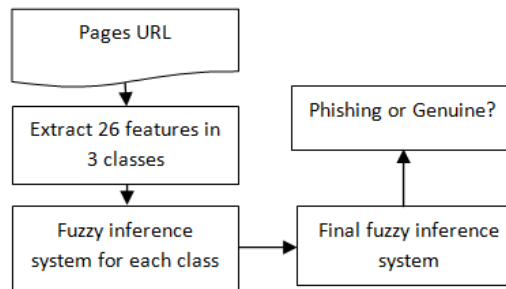 Pages URL
Extract 26 features in
3 classes
Fuzzy inference
system for each class
Final fuzzy inference
system
Phishing or Genuine?